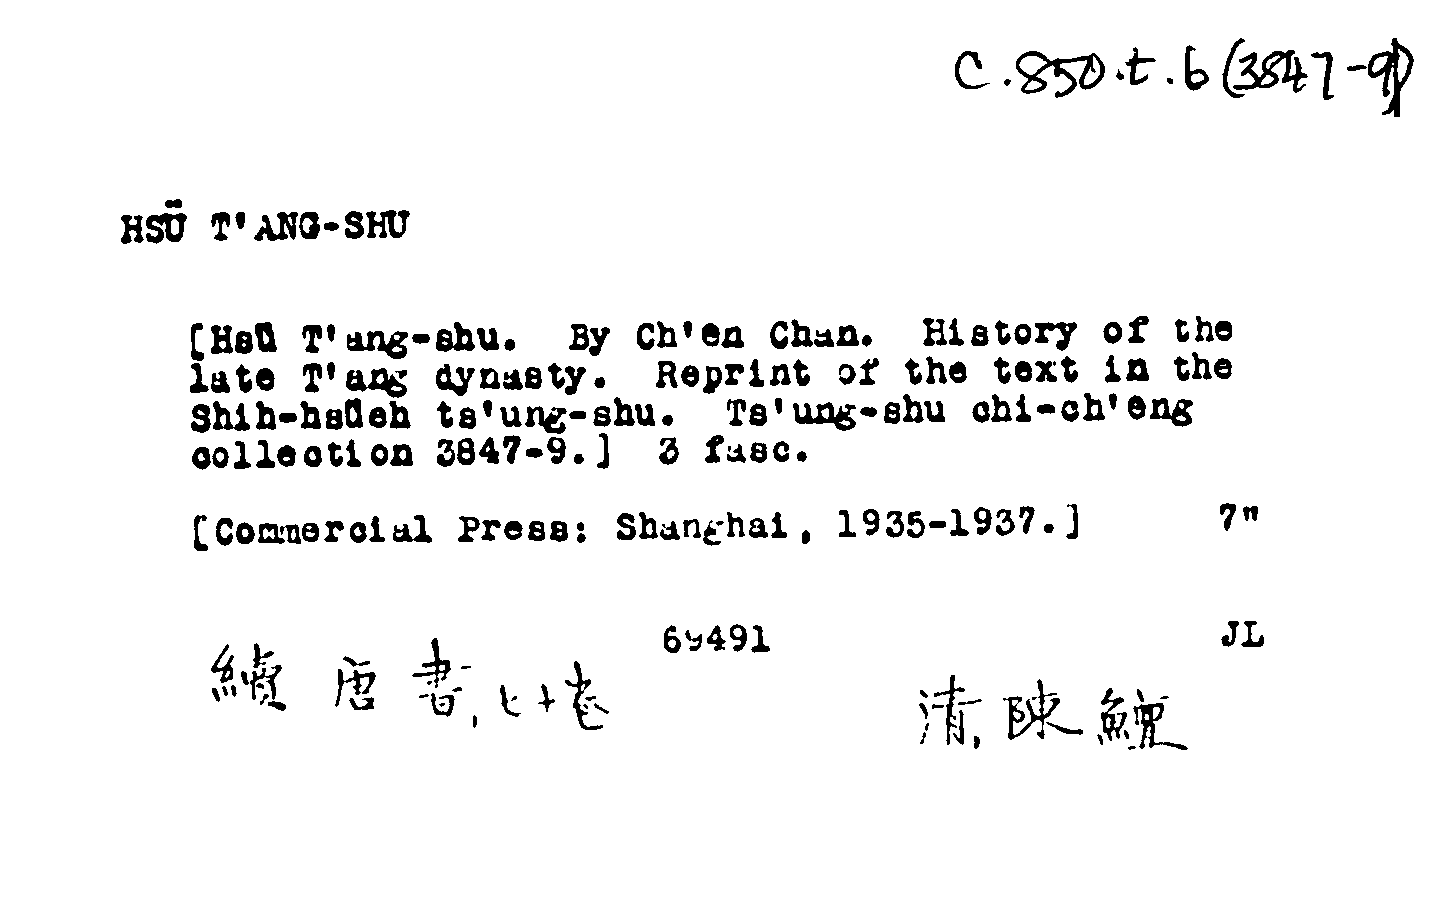 C.850.t.b(3847-9)
HSÜ T'ANG-SHU
[Hsü T'ang-shu. By Ch'en Chan. History of the
late T'ang dynasty. Reprint of the text in the
Shih-hsüeh ts'ung-shu. Ts'ung-shu chi-ch'eng
collection 3847-9.] 3 fasc.
[Commercial Press: Shanghai, 1935-1937.] 7"
69491 JL
續唐書,七十卷
清,陳鱣